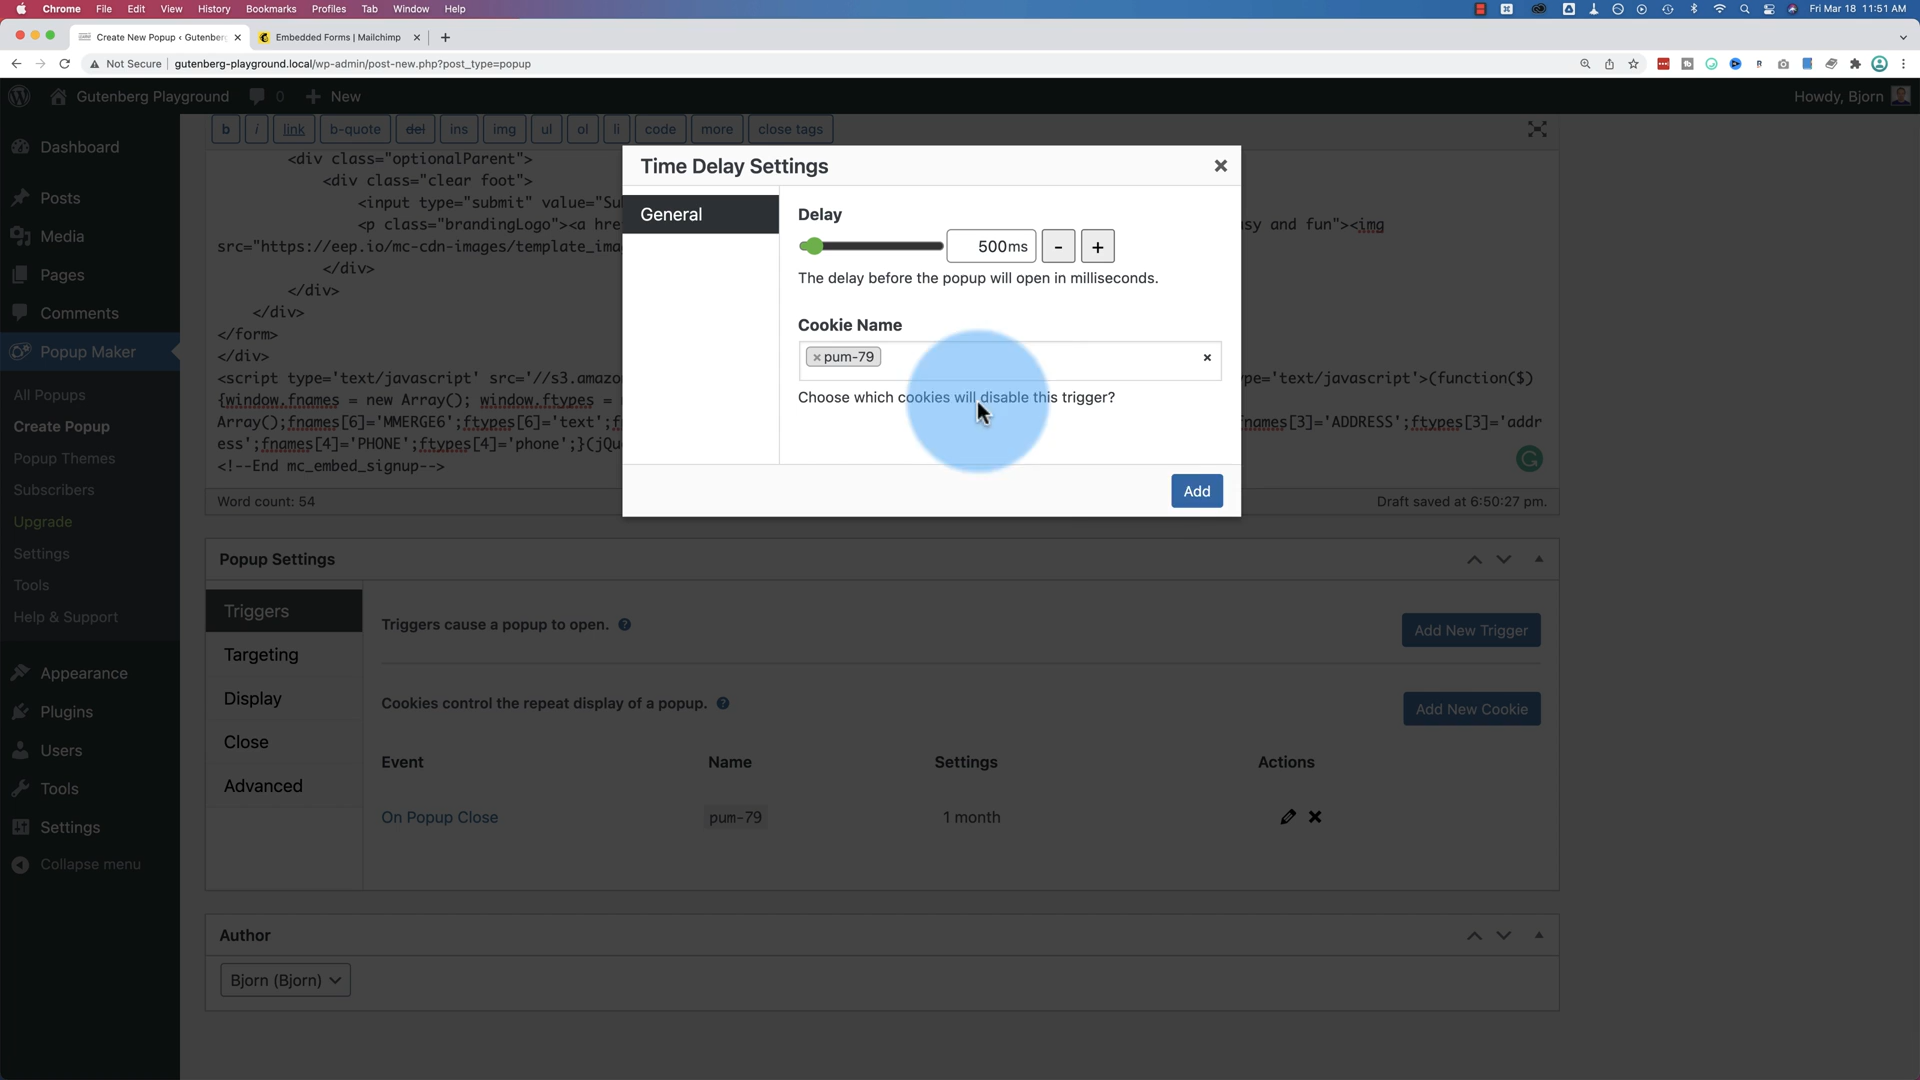 Chrome File Edit View History Bookmarks Profiles Tab Window Help Fri Mar 18 11:51 AM
Create New Popup ‹ Gutenberg Embedded Forms | Mailchimp
Not Secure gutenberg-playground.local/wp-admin/post-new.php?post_type=popup
Gutenberg Playground 0 New Howdy, Bjorn
b i link b-quote del ins img ul ol li code more close tags
<div class="optionalParent">
<div class="clear foot">
<input type="submit" value="Su
<p class="brandingLogo"><a hre sy and fun"><img
src="https://eep.io/mc-cdn-images/template_ima
</div>
</div>
</div>
</form>
</div>
<script type='text/javascript' src='//s3.amazo pe='text/javascript'>(function($)
{window.fnames = new Array(); window.ftypes =
Array();fnames[6]='MMERGE6';ftypes[6]='text';f names[3]='ADDRESS';ftypes[3]='addr
ess';fnames[4]='PHONE';ftypes[4]='phone';}(jQu
<!--End mc_embed_signup-->
Word count: 54 Draft saved at 6:50:27 pm.
Dashboard
Posts
Media
Pages
Comments
Popup Maker
All Popups
Create Popup
Popup Themes
Subscribers
Upgrade
Settings
Tools
Help & Support
Appearance
Plugins
Users
Tools
Settings
Collapse menu
Time Delay Settings
General
Delay
500ms - +
The delay before the popup will open in milliseconds.
Cookie Name
×pum-79 ×
Choose which cookies will disable this trigger?
Add
Popup Settings
Triggers
Targeting
Display
Close
Advanced
Triggers cause a popup to open. ? Add New Trigger
Cookies control the repeat display of a popup. ? Add New Cookie
Event Name Settings Actions
On Popup Close pum-79 1 month
Author
Bjorn (Bjorn)